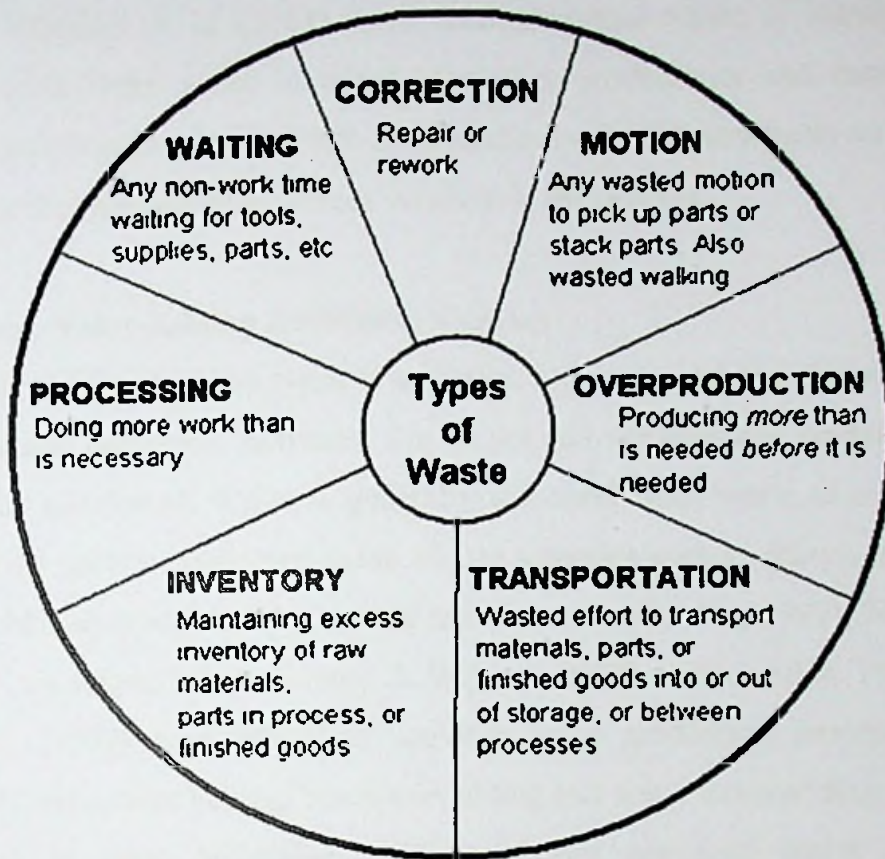 CORRECTION
Repair or
rework
MOTION
Any wasted motion
to pick up parts or
stack parts Also
wasted walking
OVERPRODUCTION
Producing more than
is needed before it is
needed
TRANSPORTATION
Wasted effort to transport
materials, parts, or
finished goods into or out
of storage, or between
processes
INVENTORY
Maintaining excess
inventory of raw
materials,
parts in process, or
finished goods
PROCESSING
Doing more work than
is necessary
WAITING
Any non-work time
waiting for tools,
supplies, parts, etc
Types
of
Waste